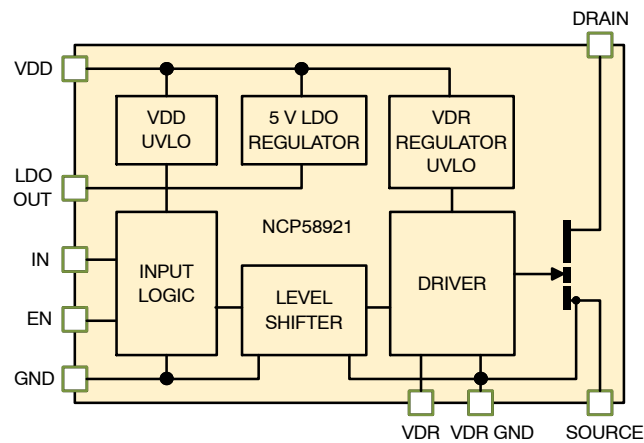 DRAIN
VDD
VDD
UVLO
5 V LDO
REGULATOR
VDR
REGULATOR
UVLO
LDO
OUT
NCP58921
IN
INPUT
LOGIC
LEVEL
SHIFTER
DRIVER
EN
GND
VDR
VDR GND
SOURCE